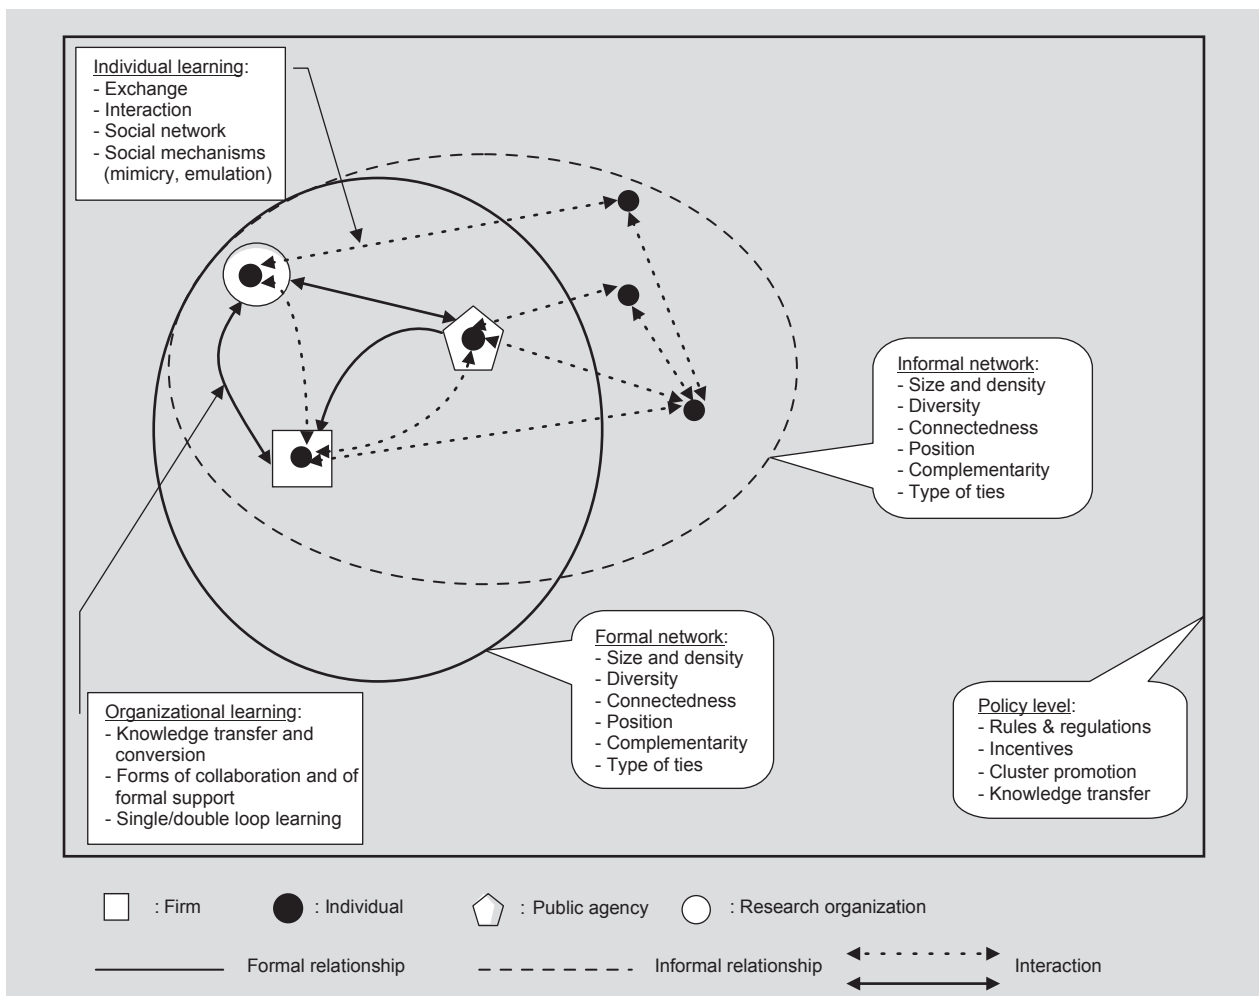 Individual learning:
- Exchange
- Interaction
- Social network
- Social mechanisms
(mimicry, emulation)
Informal network:
- Size and density
- Diversity
- Connectedness
- Position
- Complementarity
- Type of ties
Formal network:
- Size and density
- Diversity
- Connectedness
- Position
- Complementarity
- Type of ties
Policy level:
- Rules & regulations
- Incentives
- Cluster promotion
- Knowledge transfer
Organizational learning:
- Knowledge transfer and
conversion
- Forms of collaboration and of
formal support
- Single/double loop learning
: Firm
: Individual
: Public agency
: Research organization
Formal relationship
Informal relationship
Interaction